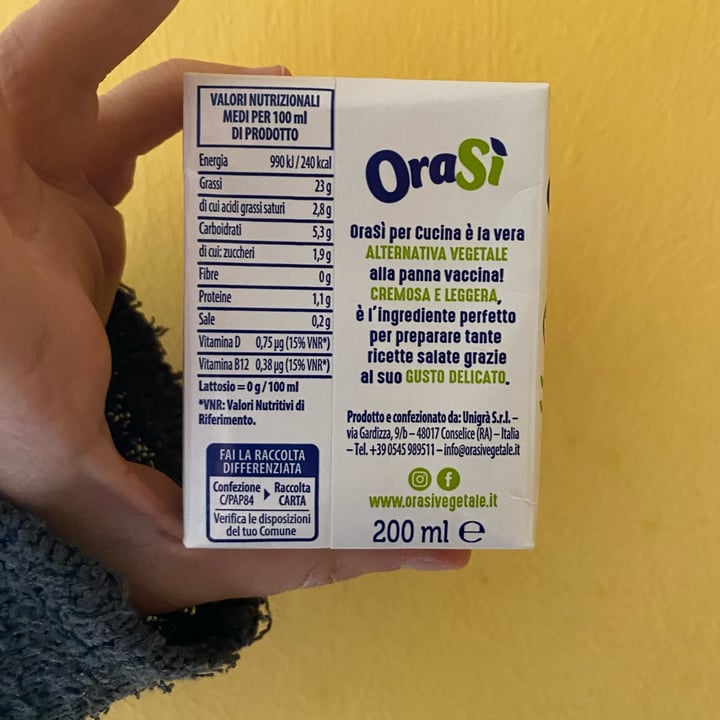 VALORI NUTRIZIONALI
MEDI PER 100 ml
DI PRODOTTO
Energia 990 kJ / 240 kcal
Grassi 23 g
di cui acidi grassi saturi 2,8 g
Carboidrati 5,3 g
di cui: zuccheri 1,9 g
Fibre 0 g
Proteine 1,1 g
Sale 0,2 g
Vitamina D 0,75 µg (15% VNR*)
Vitamina B12 0,38 µg (15% VNR*)
Lattosio = 0 g / 100 ml
*VNR: Valori Nutritivi di
Riferimento.
FAI LA RACCOLTA
DIFFERENZIATA
Confezione Raccolta
C/PAP84 CARTA
Verifica le disposizioni
del tuo Comune
OraSì
OraSì per Cucina è la vera
ALTERNATIVA VEGETALE
alla panna vaccina!
CREMOSA E LEGGERA,
è l'ingrediente perfetto
per preparare tante
ricette salate grazie
al suo GUSTO DELICATO.
Prodotto e confezionato da: Unigrà S.r.l. –
via Gardizza, 9/b – 48017 Conselice (RA) – Italia
– Tel. +39 0545 989511 – info@orasivegetale.it
www.orasivegetale.it
200 ml e